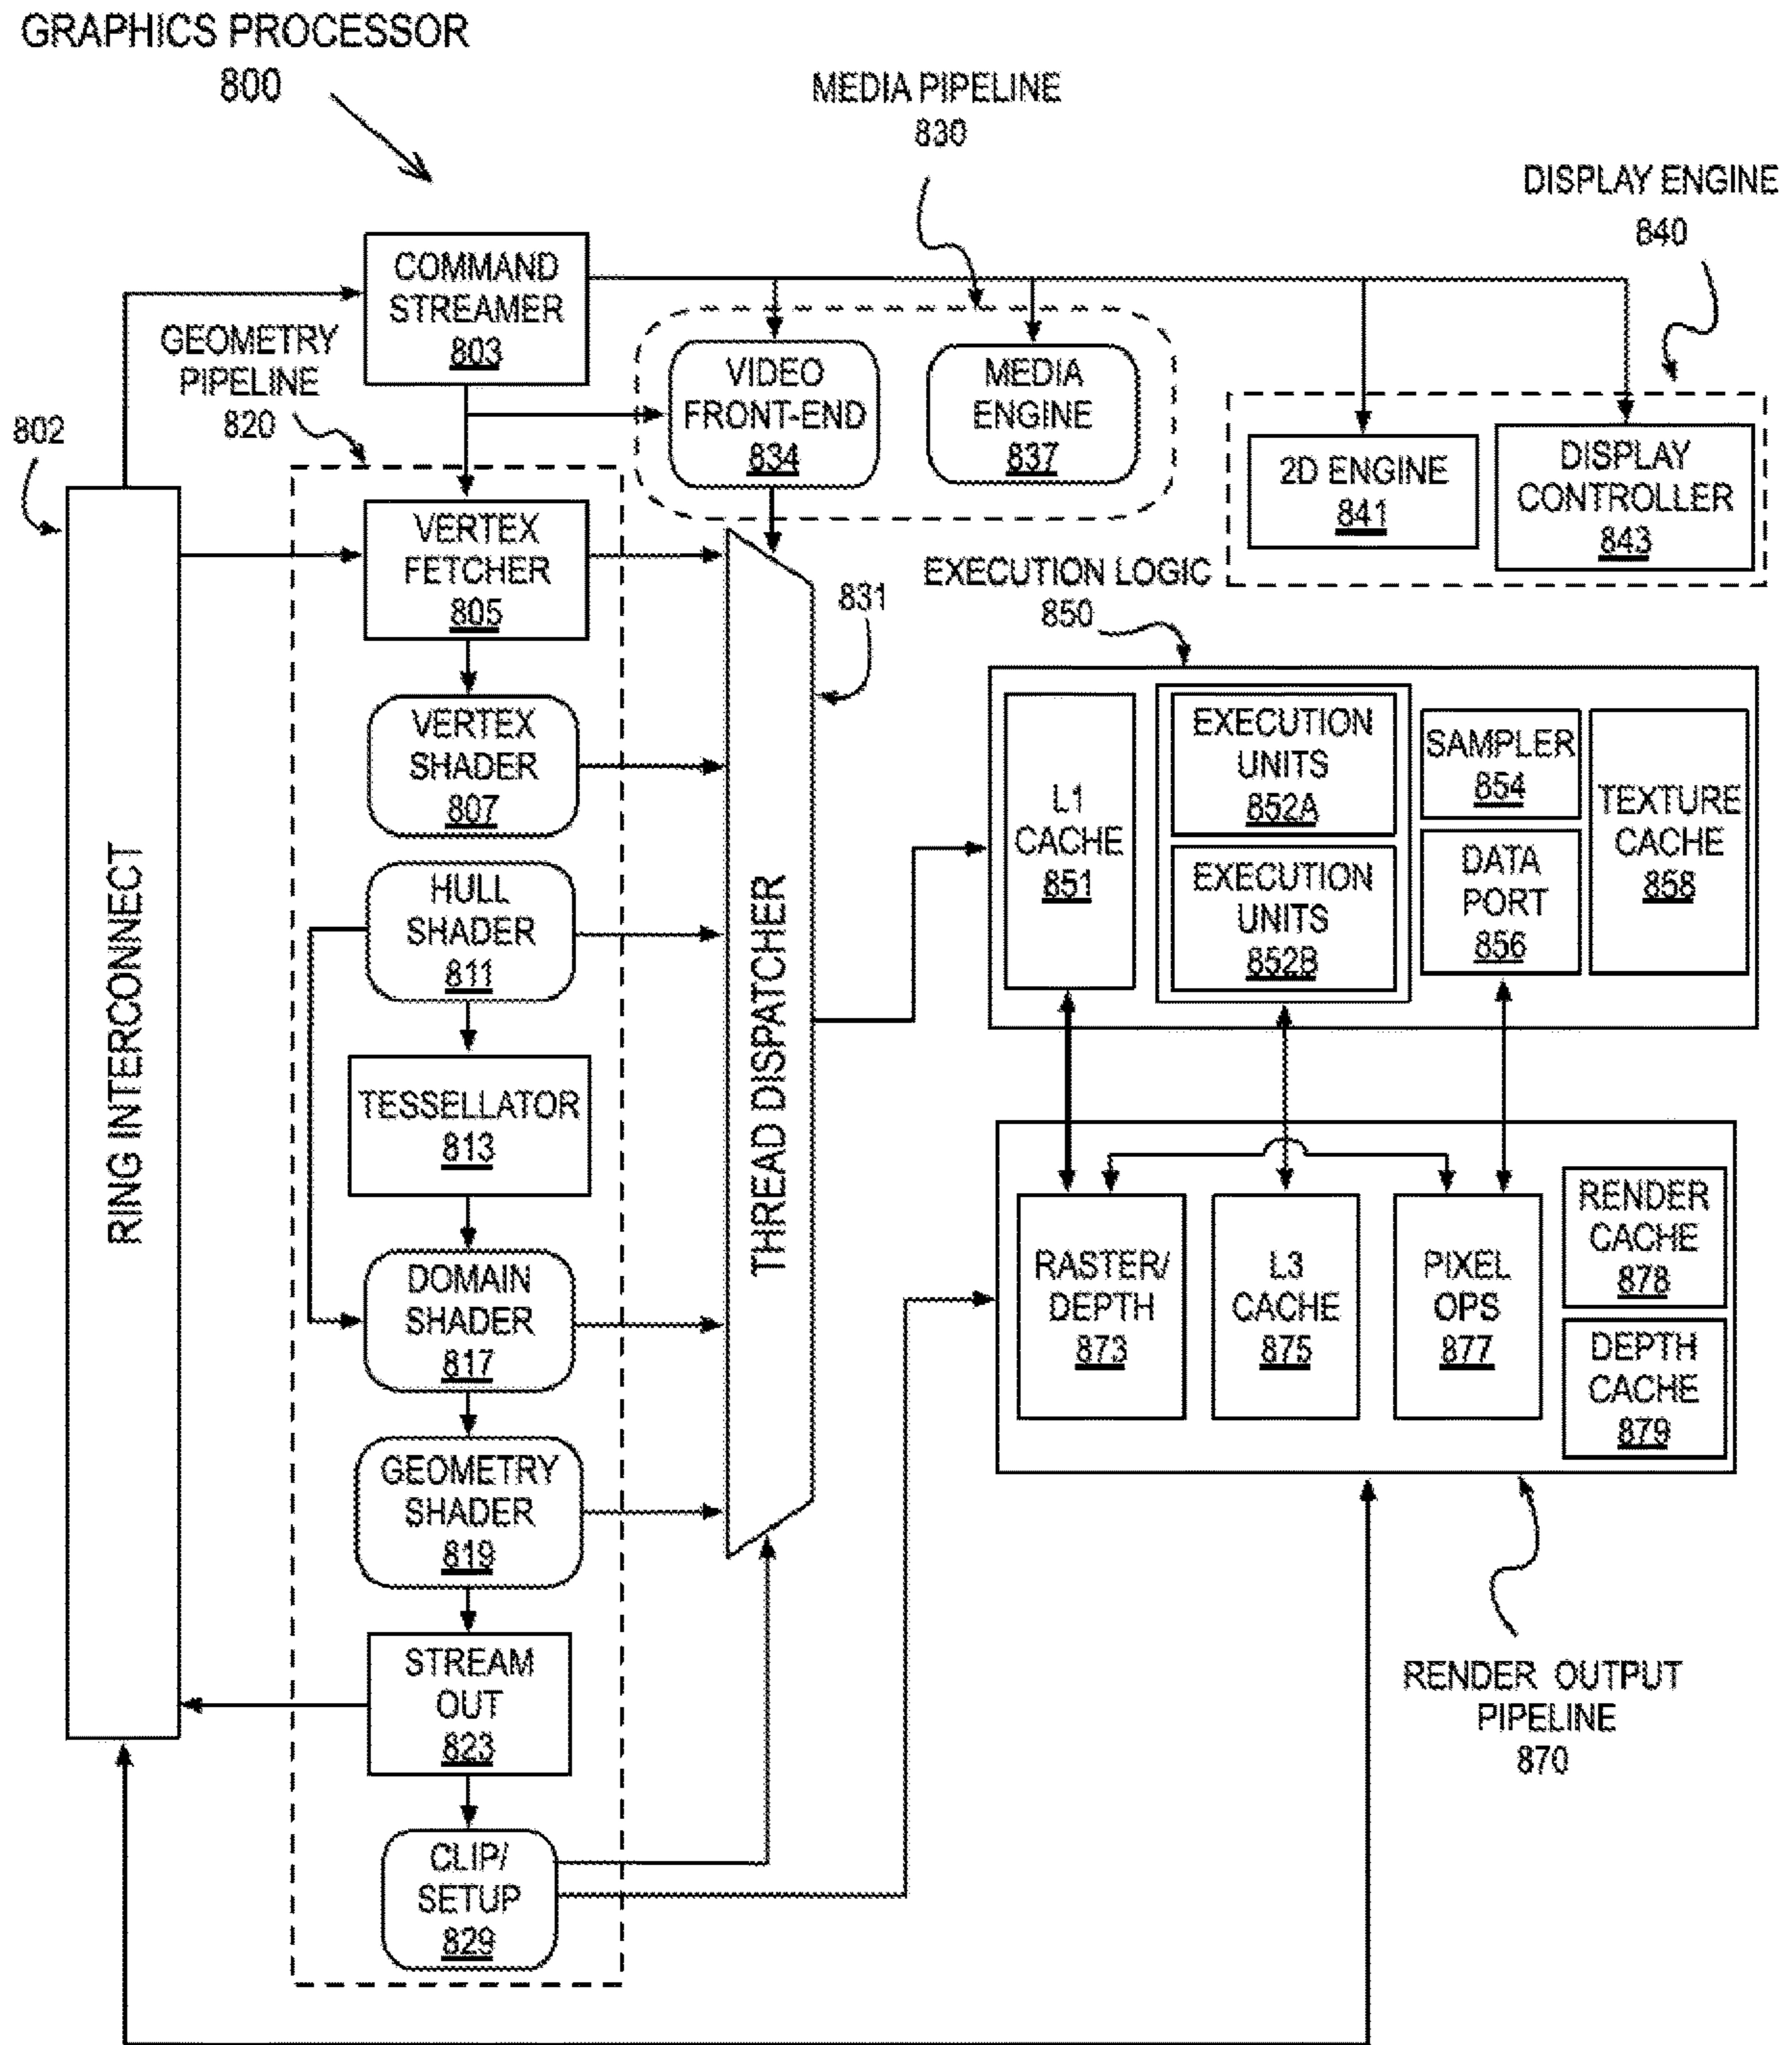 GRAPHICS PROCESSOR
800
MEDIA PIPELINE
830
DISPLAY ENGINE
840
COMMAND
STREAMER
803
GEOMETRY
PIPELINE
820
802
VIDEO
FRONT-END
834
MEDIA
ENGINE
837
2D ENGINE
841
DISPLAY
CONTROLLER
843
RING INTERCONNECT
VERTEX
FETCHER
805
VERTEX
SHADER
807
HULL
SHADER
811
TESSELLATOR
813
DOMAIN
SHADER
817
GEOMETRY
SHADER
819
STREAM
OUT
823
CLIP/
SETUP
829
THREAD DISPATCHER
831
EXECUTION LOGIC
850
L1
CACHE
851
EXECUTION
UNITS
852A
EXECUTION
UNITS
852B
SAMPLER
854
DATA
PORT
856
TEXTURE
CACHE
858
RASTER/
DEPTH
873
L3
CACHE
875
PIXEL
OPS
877
RENDER
CACHE
878
DEPTH
CACHE
879
RENDER OUTPUT
PIPELINE
870